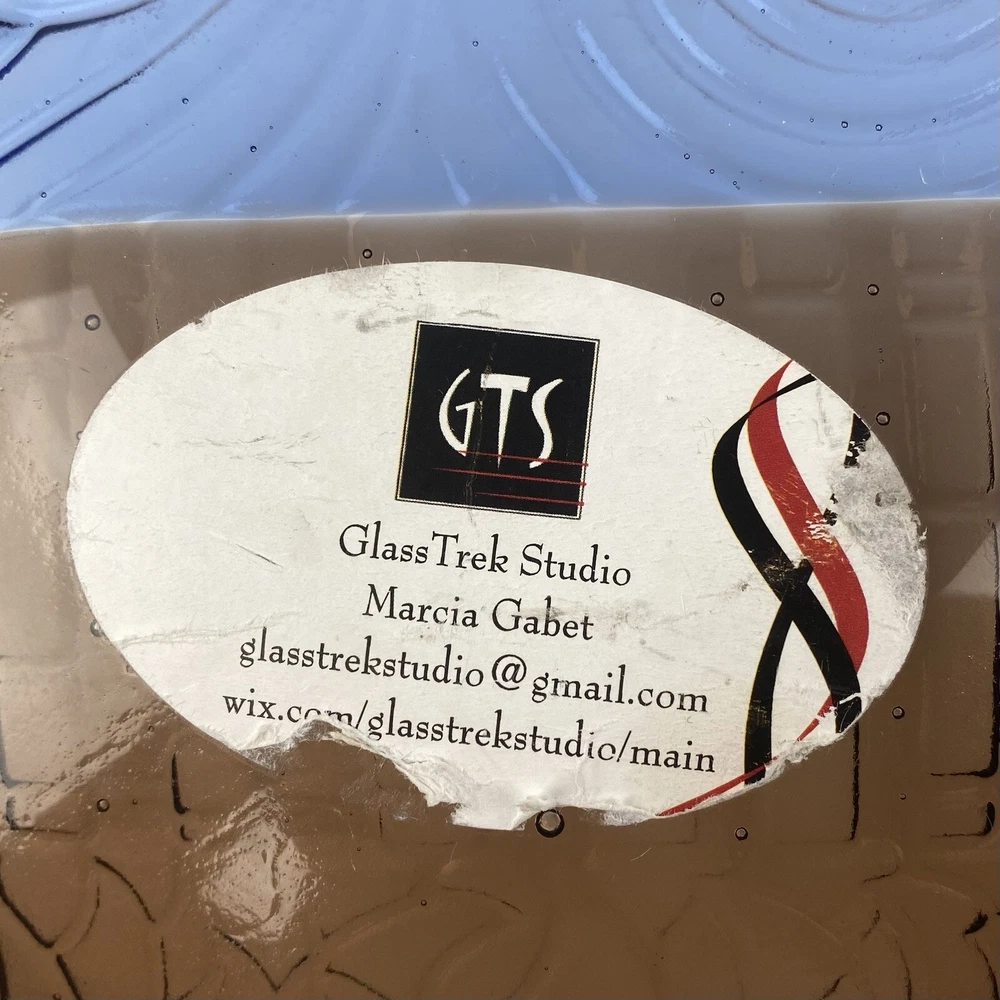 GTS
GlassTrek Studio
Marcia Gabet
glasstrekstudio@gmail.com
wix.com/glasstrekstudio/main